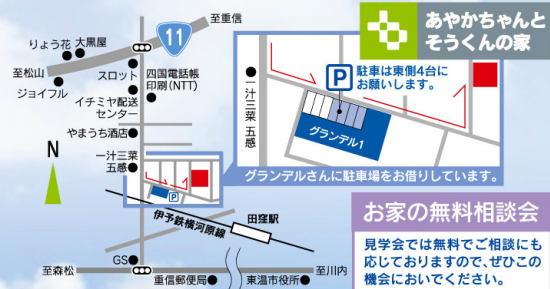 あやかちゃんと
そうくんの家
至重信
11
りょう花
大黒屋
至松山
ジョイフル
スロット
四国電話帳
印刷(NTT)
イチミヤ配送
センター
やまうち酒店
一汁三菜
五感
N
P
伊予鉄横河原線
田窪駅
GS
至森松
至川内
重信郵便局
東温市役所
一汁三菜 五感
P
駐車は東側4台に
お願いします。
グランデル1
グランデルさんに駐車場をお借りしています。
お家の無料相談会
見学会では無料でご相談にも
応じておりますので、ぜひこの
機会においでください。